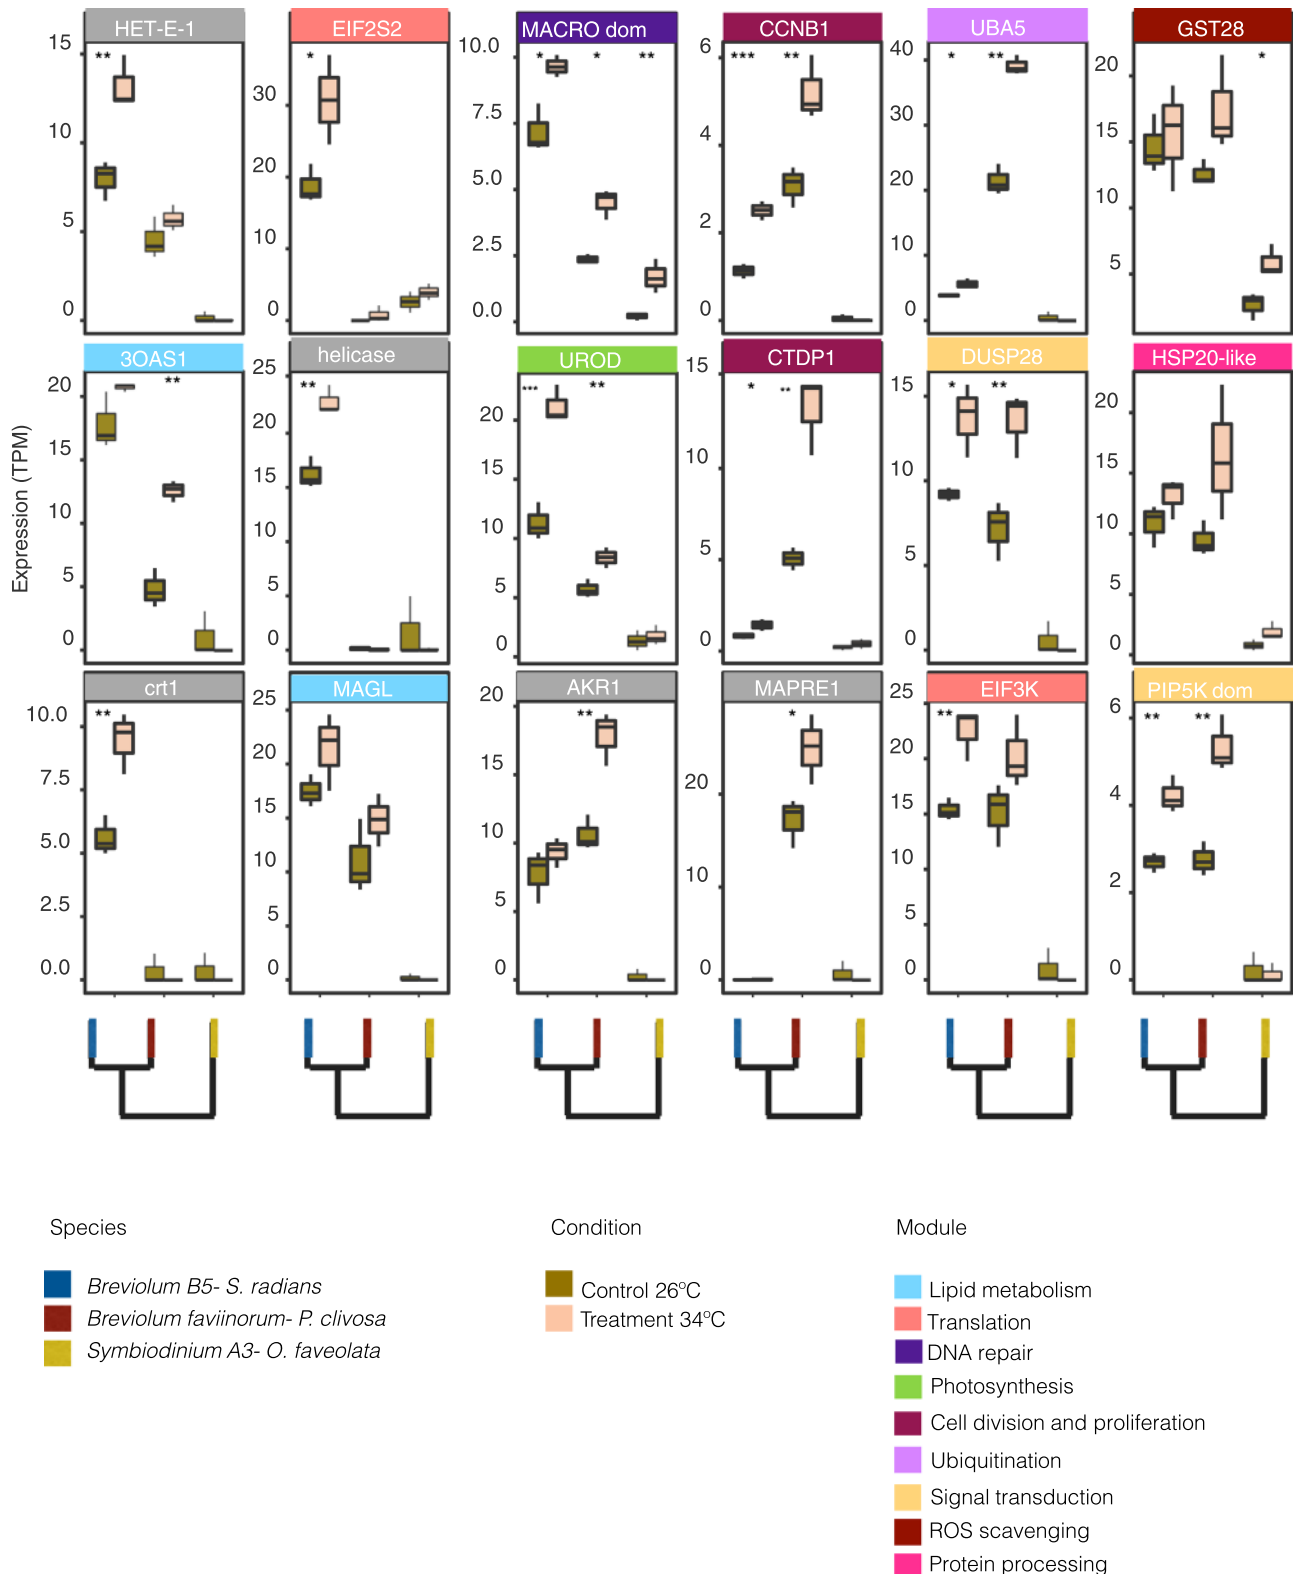 HET-E-1 EIF2S2 MACRO dom CCNB1 UBA5 GST28
15 10 5 0
** 
30 20 10 0
*
10.0 7.5 5.0 2.5 0.0
* * **
6 4 2 0
*** **
40 30 20 10 0
* **
20 15 10 5
*
3OAS1 helicase UROD CTDP1 DUSP28 HSP20-like
Expression (TPM)
20 15 10 5 0
**
25 20 15 10 5 0
**
20 15 10 5 0
*** **
15 10 5 0
* **
15 10 5 0
* **
20 15 10 5 0
crt1 MAGL AKR1 MAPRE1 EIF3K PIP5K dom
10.0 7.5 5.0 2.5 0.0
**
25 20 15 10 5 0
20 15 10 5 0
**
20 10 0
*
25 20 15 10 5 0
**
6 4 2 0
** **
Species
Breviolum B5- S. radians
Breviolum faviinorum- P. clivosa
Symbiodinium A3- O. faveolata
Condition
Control 26°C
Treatment 34°C
Module
Lipid metabolism
Translation
DNA repair
Photosynthesis
Cell division and proliferation
Ubiquitination
Signal transduction
ROS scavenging
Protein processing